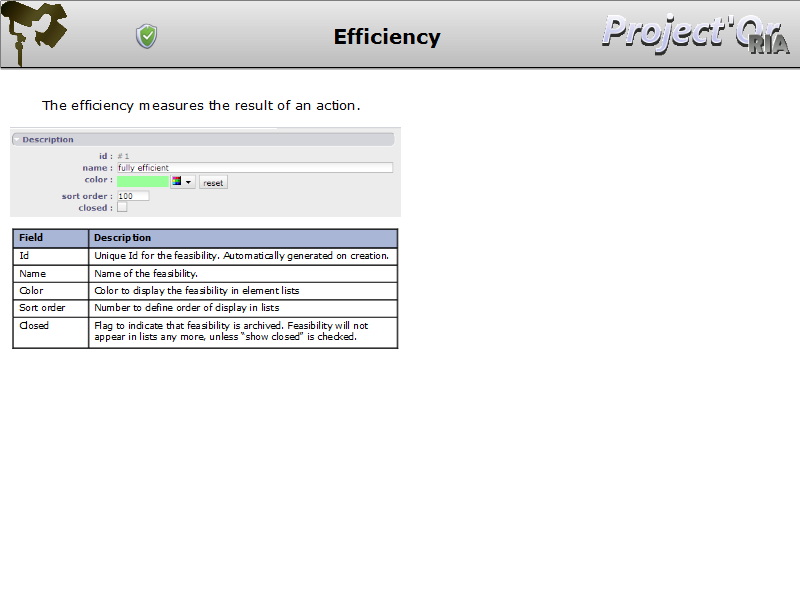 Efficiency
Project'Or
RIA
The efficiency measures the result of an action.
Description
id : #1
name : fully efficient
color :
reset
sort order : 100
closed :
Field Description
Id Unique Id for the feasibility. Automatically generated on creation.
Name Name of the feasibility.
Color Color to display the feasibility in element lists
Sort order Number to define order of display in lists
Closed Flag to indicate that feasibility is archived. Feasibility will not
appear in lists any more, unless “show closed” is checked.